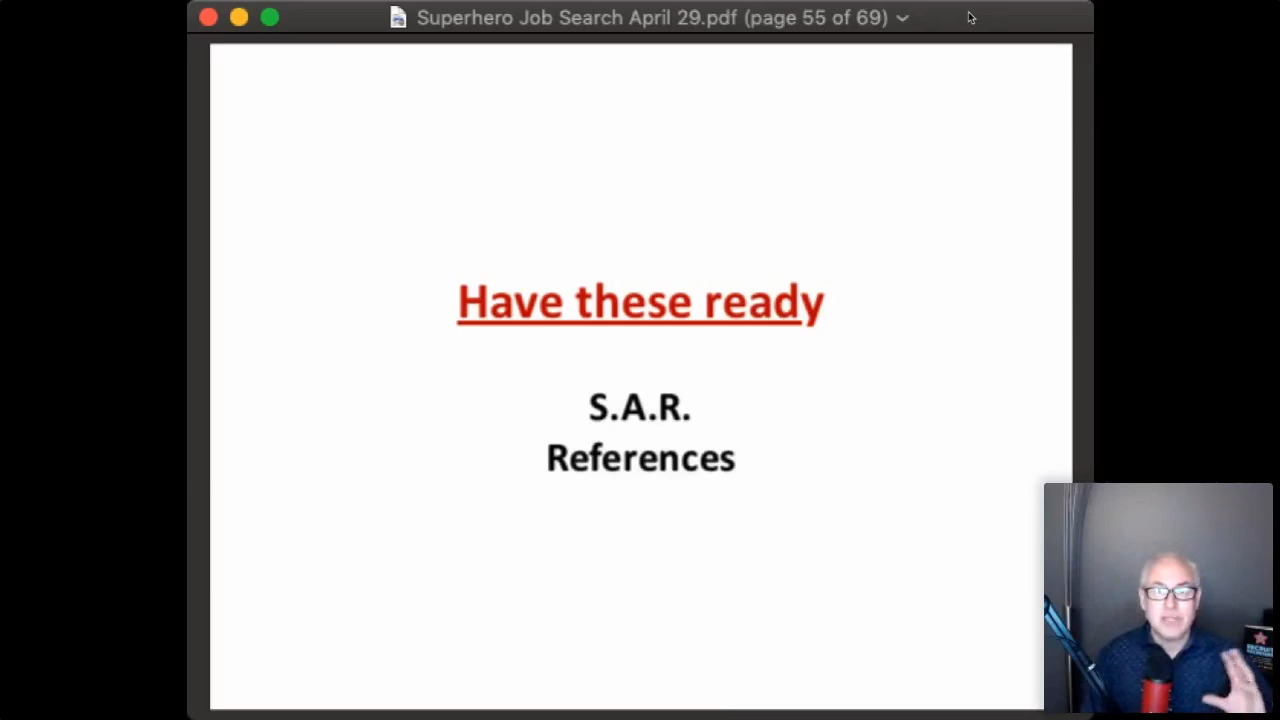 Superhero Job Search April 29.pdf (page 55 of 69)
Have these ready
S.A.R.
References